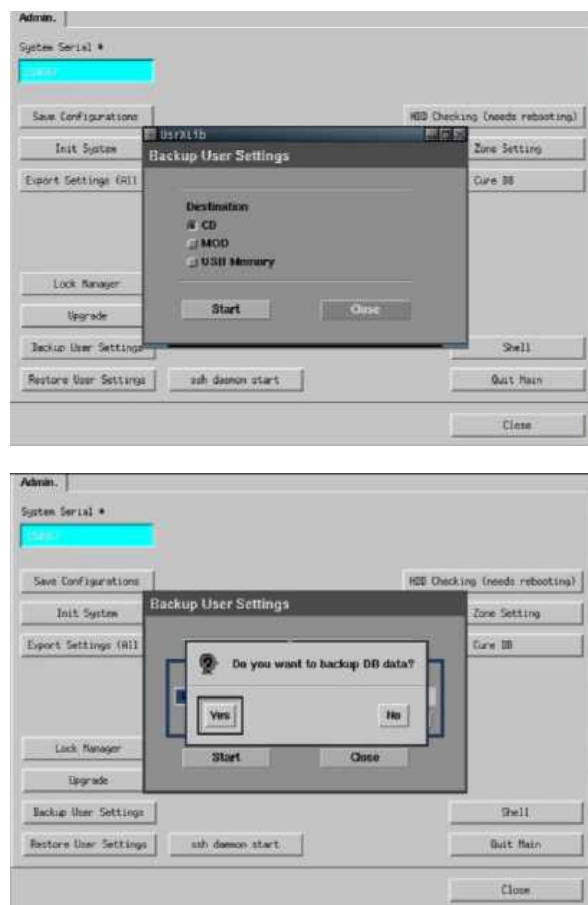 Admin.
System Serial #
Save Configurations
HDD Checking (needs rebooting)
UsrXLib
Init System
Backup User Settings
Zone Setting
Export Settings (All
Cure DB
Destination
CD
MOD
USB Memory
Lock Manager
Start
Close
Upgrade
Backup User Settings
Shell
Restore User Settings
ssh daemon start
Quit Main
Close
Admin.
System Serial #
Save Configurations
HDD Checking (needs rebooting)
Init System
Backup User Settings
Zone Setting
Export Settings (All
Cure DB
Do you want to backup DB data?
Yes
No
Lock Manager
Start
Close
Upgrade
Backup User Settings
Shell
Restore User Settings
ssh daemon start
Quit Main
Close